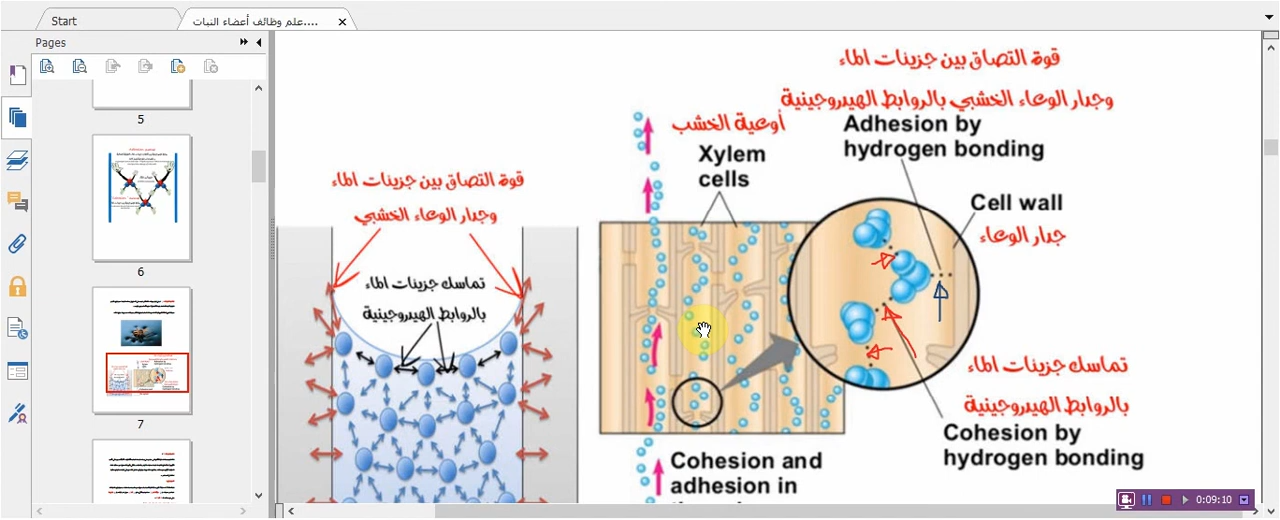 Start
علم وظائف أعضاء النبات....
Pages
5
6
7
قوة التصاق بين جزيئات الماء
وجدار الوعاء الخشبي
تماسك جزيئات الماء
بالروابط الهيدروجينية
قوة التصاق بين جزيئات الماء
وجدار الوعاء الخشبي بالروابط الهيدروجينية
أوعية الخشب
Adhesion by
hydrogen bonding
Xylem
cells
Cell wall
جدار الوعاء
تماسك جزيئات الماء
بالروابط الهيدروجينية
Cohesion by
hydrogen bonding
Cohesion and
adhesion in
0:09:10